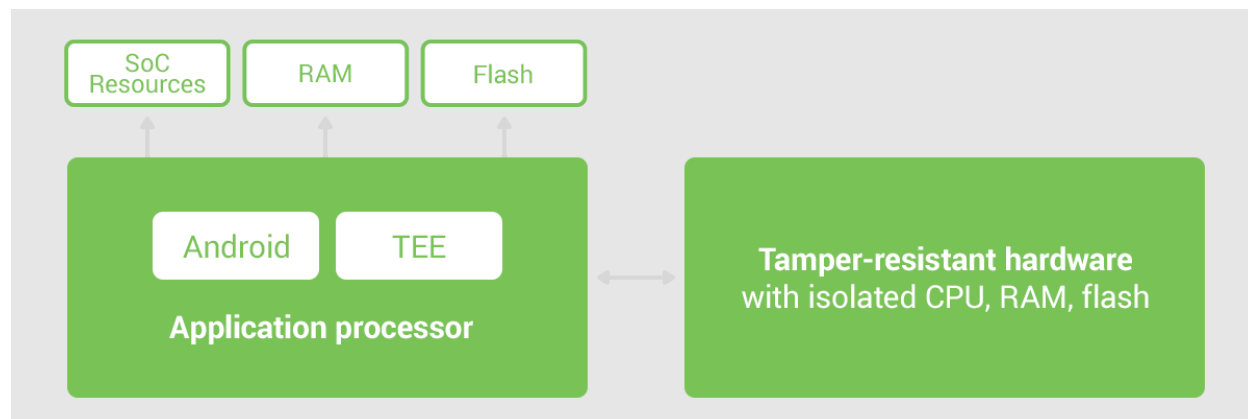 SoC
Resources
RAM
Flash
Android
TEE
Application processor
Tamper-resistant hardware
with isolated CPU, RAM, flash